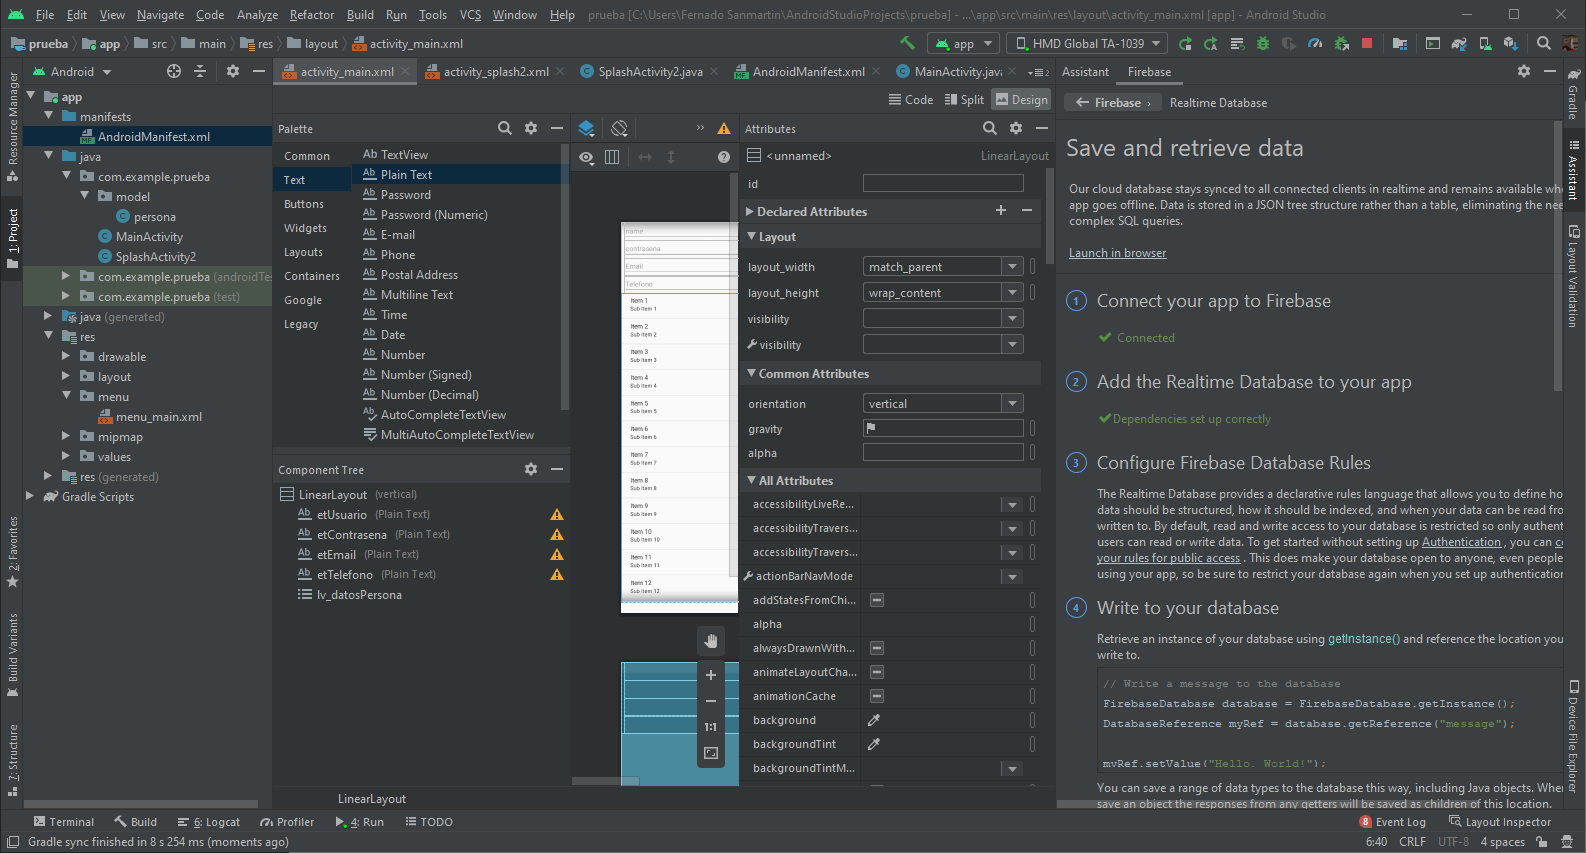 File Edit View Navigate Code Analyze Refactor Build Run Tools VCS Window Help prueba [C:\Users\Fernado Sanmartin\AndroidStudioProjects\prueba] - ...\app\src\main\res\layout\activity_main.xml [app] - Android Studio
prueba app src main res layout activity_main.xml app HMD Global TA-1039
Android activity_main.xml activity_splash2.xml SplashActivity2.java AndroidManifest.xml MainActivity.java Assistant Firebase
Code Split Design
Firebase Realtime Database
Resource Manager
1: Project
2: Favorites
Build Variants
7: Structure
app
manifests
AndroidManifest.xml
java
com.example.prueba
model
persona
MainActivity
SplashActivity2
com.example.prueba (androidTe
com.example.prueba (test)
java (generated)
res
drawable
layout
menu
menu_main.xml
mipmap
values
res (generated)
Gradle Scripts
Palette
Common
Text
Buttons
Widgets
Layouts
Containers
Google
Legacy
Ab TextView
Ab Plain Text
Ab Password
Ab Password (Numeric)
Ab E-mail
Ab Phone
Ab Postal Address
Ab Multiline Text
Ab Time
Ab Date
Ab Number
Ab Number (Signed)
Ab Number (Decimal)
Ab AutoCompleteTextView
MultiAutoCompleteTextView
Component Tree
LinearLayout (vertical)
Ab etUsuario (Plain Text)
Ab etContrasena (Plain Text)
Ab etEmail (Plain Text)
Ab etTelefono (Plain Text)
lv_datosPersona
name
contrasena
Email
Telefono
Item 1
Sub Item 1
Item 2
Sub Item 2
Item 3
Sub Item 3
Item 4
Sub Item 4
Item 5
Sub Item 5
Item 6
Sub Item 6
Item 7
Sub Item 7
Item 8
Sub Item 8
Item 9
Sub Item 9
Item 10
Sub Item 10
Item 11
Sub Item 11
Item 12
Sub Item 12
1:1
Attributes
<unnamed> LinearLayout
id
Declared Attributes
Layout
layout_width match_parent
layout_height wrap_content
visibility
visibility
Common Attributes
orientation vertical
gravity
alpha
All Attributes
accessibilityLiveRe...
accessibilityTravers...
accessibilityTravers...
actionBarNavMode
addStatesFromChi...
alpha
alwaysDrawnWith...
animateLayoutCha...
animationCache
background
backgroundTint
backgroundTintM...
Save and retrieve data
Our cloud database stays synced to all connected clients in realtime and remains available wh
app goes offline. Data is stored in a JSON tree structure rather than a table, eliminating the nee
complex SQL queries.
Launch in browser
1 Connect your app to Firebase
Connected
2 Add the Realtime Database to your app
Dependencies set up correctly
3 Configure Firebase Database Rules
The Realtime Database provides a declarative rules language that allows you to define ho
data should be structured, how it should be indexed, and when your data can be read fro
written to. By default, read and write access to your database is restricted so only authent
users can read or write data. To get started without setting up Authentication , you can co
your rules for public access . This does make your database open to anyone, even people
using your app, so be sure to restrict your database again when you set up authentication
4 Write to your database
Retrieve an instance of your database using getInstance() and reference the location you
write to.
// Write a message to the database
FirebaseDatabase database = FirebaseDatabase.getInstance();
DatabaseReference myRef = database.getReference("message");
myRef.setValue("Hello, World!");
You can save a range of data types to the database this way, including Java objects. Wher
save an object the responses from any getters will be saved as children of this location.
Gradle
Assistant
Layout Validation
Device File Explorer
LinearLayout
Terminal Build 6: Logcat Profiler 4: Run TODO 8 Event Log Layout Inspector
Gradle sync finished in 8 s 254 ms (moments ago) 6:40 CRLF UTF-8 4 spaces